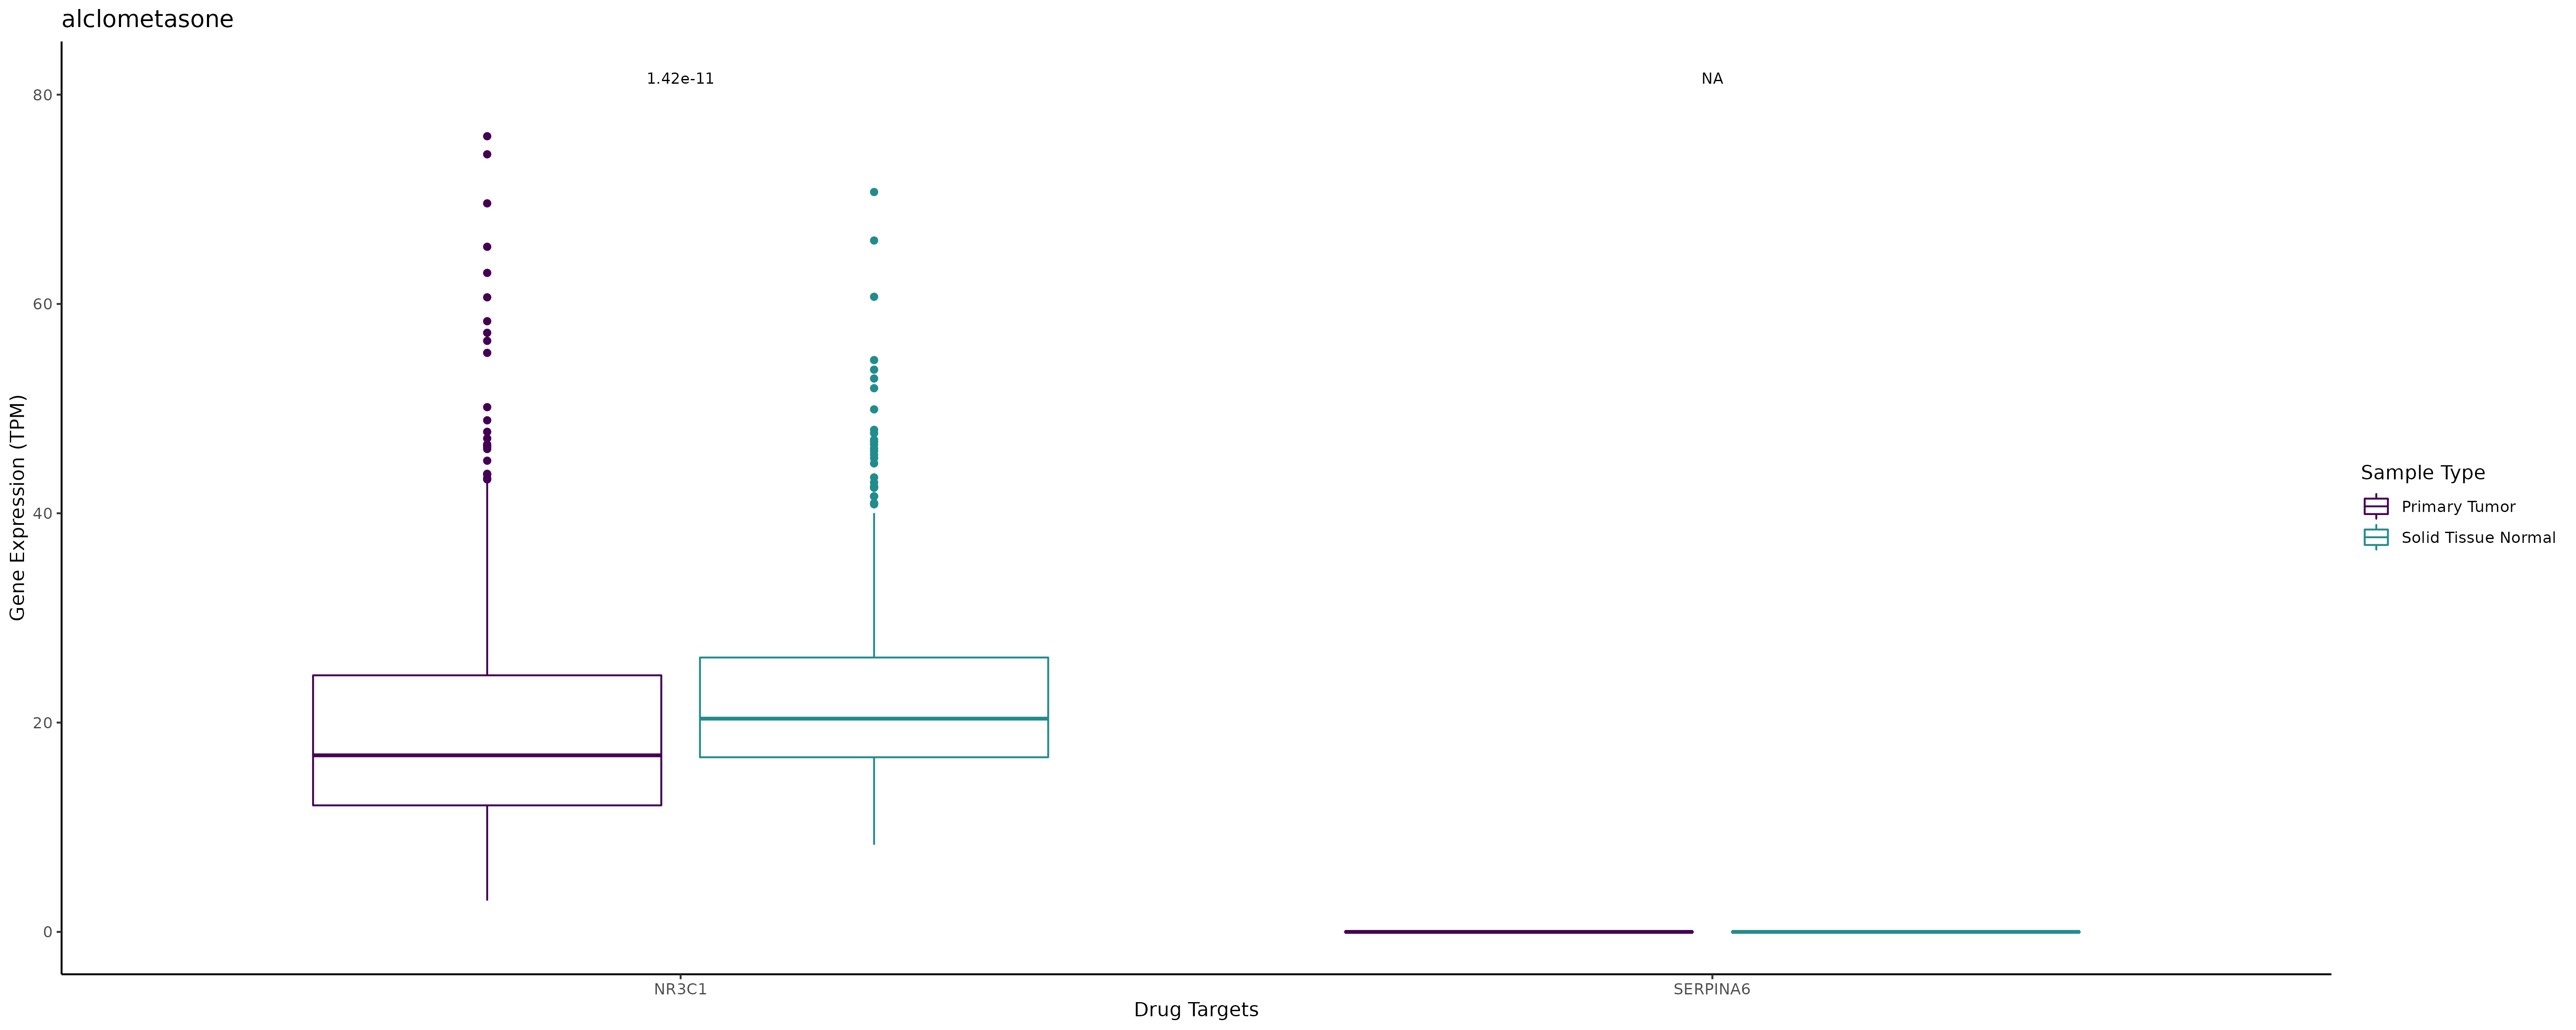 alclometasone
1.42e-11
NA
80
60
40
20
0
Gene Expression (TPM)
NR3C1
SERPINA6
Drug Targets
Sample Type
Primary Tumor
Solid Tissue Normal